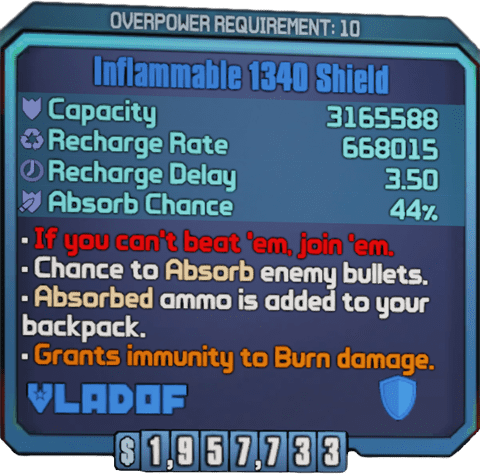 OVERPOWER REQUIREMENT: 10
Inflammable 1340 Shield
Capacity 3165588
Recharge Rate 668015
Recharge Delay 3.50
Absorb Chance 44%
• If you can't beat 'em, join 'em.
• Chance to Absorb enemy bullets.
• Absorbed ammo is added to your
backpack.
• Grants immunity to Burn damage.
VLADOF
$ 1,957,733